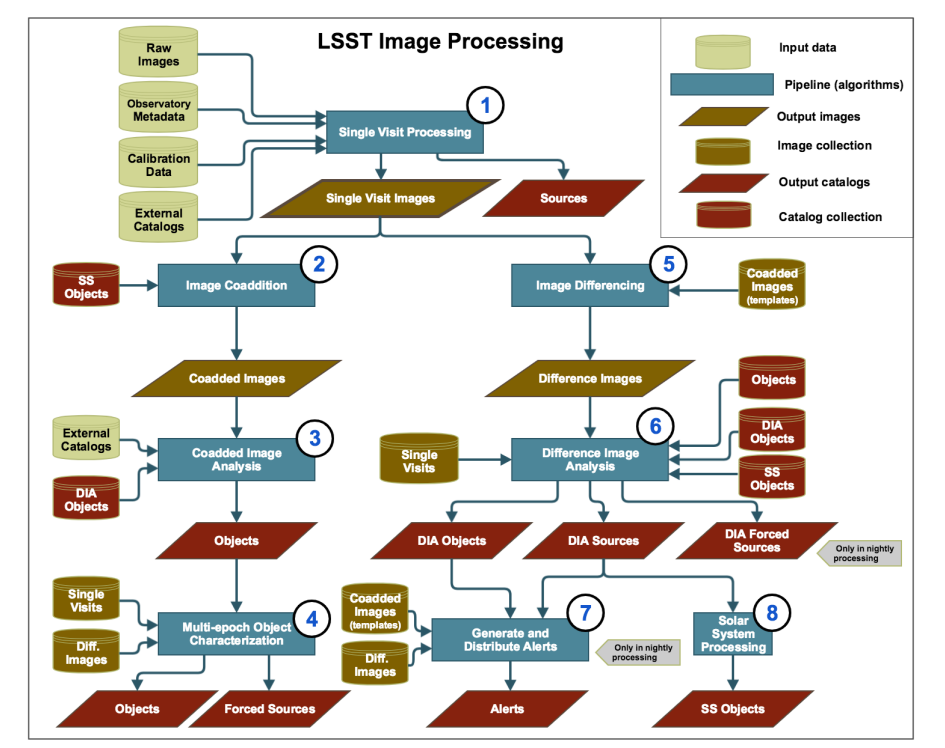 LSST Image Processing
Raw
Images
Observatory
Metadata
Calibration
Data
External
Catalogs
1
Single Visit Processing
Single Visit Images
Sources
Input data
Pipeline (algorithms)
Output images
Image collection
Output catalogs
Catalog collection
SS
Objects
2
Image Coaddition
Coadded Images
External
Catalogs
DIA
Objects
3
Coadded Image
Analysis
Objects
Single
Visits
Diff.
Images
4
Multi-epoch Object
Characterization
Objects
Forced Sources
5
Image Differencing
Coadded
Images
(templates)
Difference Images
Objects
DIA
Objects
SS
Objects
Single
Visits
6
Difference Image
Analysis
DIA Objects
DIA Sources
DIA Forced
Sources
Only in nightly
processing
Coadded
Images
(templates)
Diff.
Images
7
Generate and
Distribute Alerts
Only in nightly
processing
8
Solar
System
Processing
Alerts
SS Objects